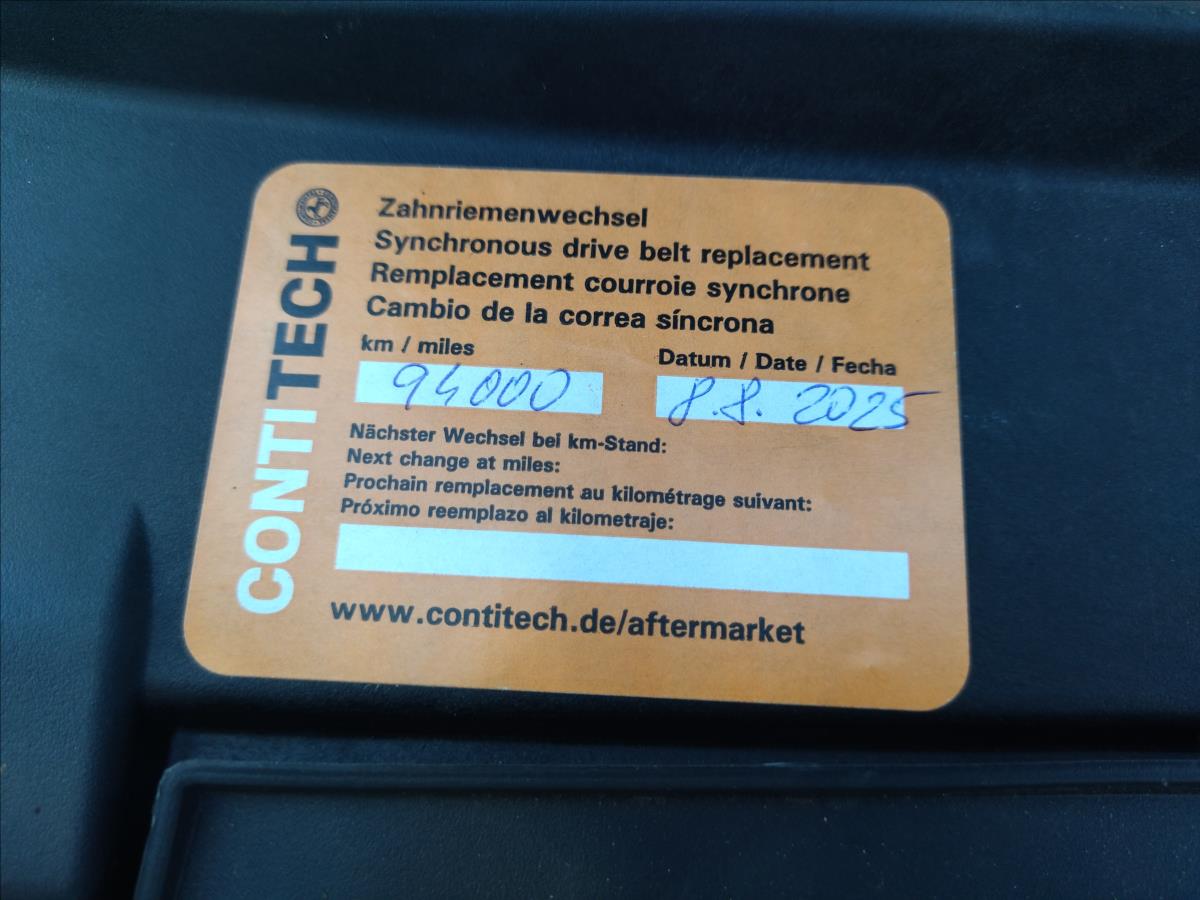 CONTITECH
Zahnriemenwechsel
Synchronous drive belt replacement
Remplacement courroie synchrone
Cambio de la correa síncrona
km / miles
94000
Datum / Date / Fecha
8.8. 2025
Nächster Wechsel bei km-Stand:
Next change at miles:
Prochain remplacement au kilométrage suivant:
Próximo reemplazo al kilometraje:
www.contitech.de/aftermarket